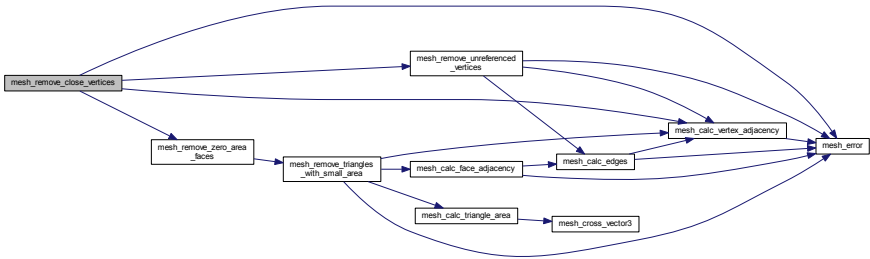 mesh_remove_close_vertices
mesh_remove_unreferenced
_vertices
mesh_remove_zero_area
_faces
mesh_remove_triangles
_with_small_area
mesh_calc_face_adjacency
mesh_calc_triangle_area
mesh_calc_vertex_adjacency
mesh_calc_edges
mesh_cross_vector3
mesh_error